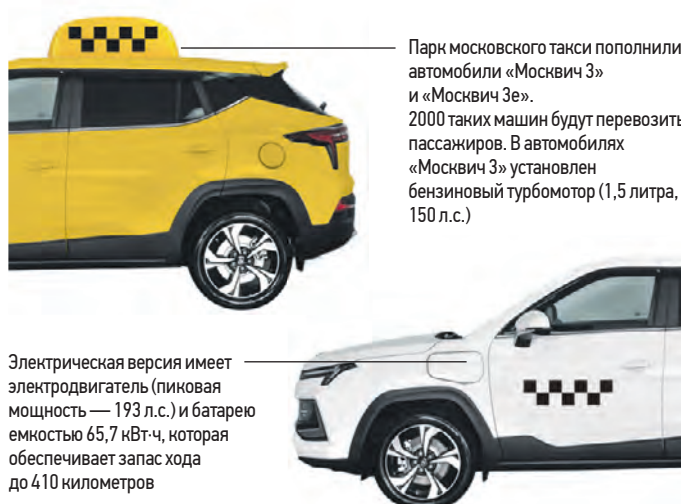 Парк московского такси пополнили
автомобили «Москвич 3»
и «Москвич 3е».
2000 таких машин будут перевозить
пассажиров. В автомобилях
«Москвич 3» установлен
бензиновый турбомотор (1,5 литра,
150 л.с.)
Электрическая версия имеет
электродвигатель (пиковая
мощность — 193 л.с.) и батарею
емкостью 65,7 кВт·ч, которая
обеспечивает запас хода
до 410 километров